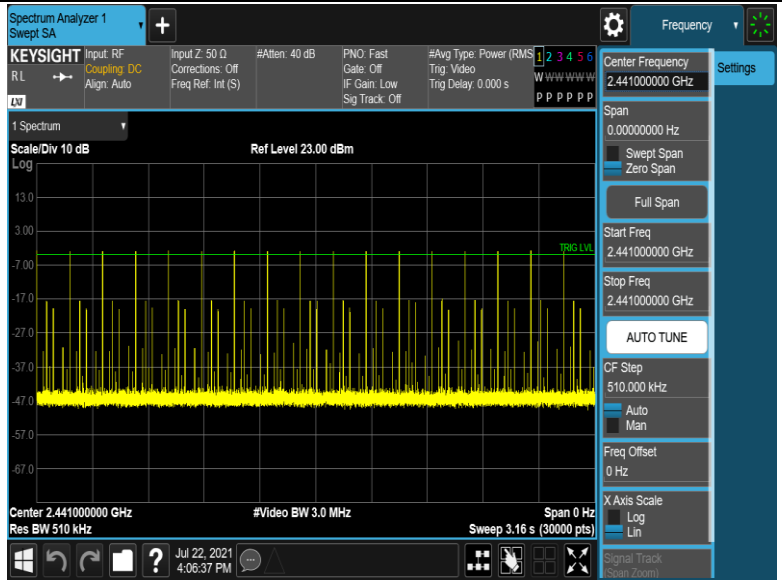 Spectrum Analyzer 1
Swept SA
Frequency
KEYSIGHT
RL
LXI
Input: RF
Coupling: DC
Align: Auto
Input Z: 50 Ω
Corrections: Off
Freq Ref: Int (S)
#Atten: 40 dB
PNO: Fast
Gate: Off
IF Gain: Low
Sig Track: Off
#Avg Type: Power (RMS
Trig: Video
Trig Delay: 0.000 s
1 2 3 4 5 6
W W W W W W
P P P P P P
1 Spectrum
Scale/Div 10 dB
Ref Level 23.00 dBm
Log
13.0
3.00
TRIG LVL
-7.00
-17.0
-27.0
-37.0
-47.0
-57.0
-67.0
Center 2.441000000 GHz
#Video BW 3.0 MHz
Span 0 Hz
Res BW 510 kHz
Sweep 3.16 s (30000 pts)
Jul 22, 2021
4:06:37 PM
?
Center Frequency
2.441000000 GHz
Settings
Span
0.00000000 Hz
Swept Span
Zero Span
Full Span
Start Freq
2.441000000 GHz
Stop Freq
2.441000000 GHz
AUTO TUNE
CF Step
510.000 kHz
Auto
Man
Freq Offset
0 Hz
X Axis Scale
Log
Lin
Signal Track
(Span Zoom)